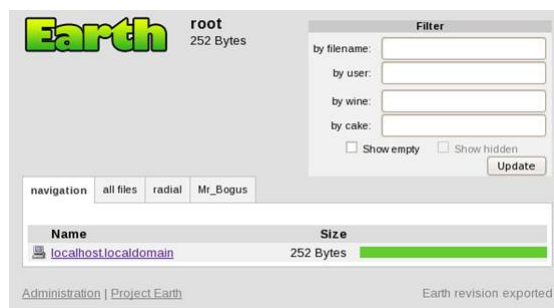 Earth
root
252 Bytes
Filter
by filename:
by user:
by wine:
by cake:
Show empty Show hidden
Update
navigation all files radial Mr_Bogus
Name Size
localhost.localdomain 252 Bytes
Administration | Project Earth Earth revision exported